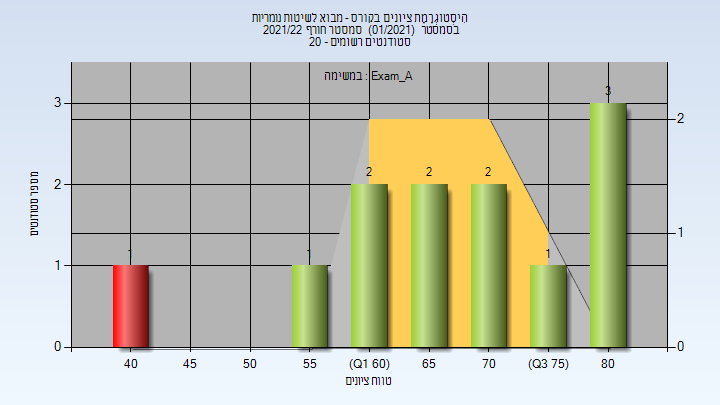 היסטוגרמת ציונים בקורס - מבוא לשיטות נומריות
בסמסטר (01/2021) סמסטר חורף 2021/22
סטודנטים רשומים - 20
במשימה : Exam_A
מספר סטודנטים
3
2
1
0
2
1
0
1
1
2
2
2
1
3
40
45
50
55
(Q1 60)
65
70
(Q3 75)
80
טווח ציונים